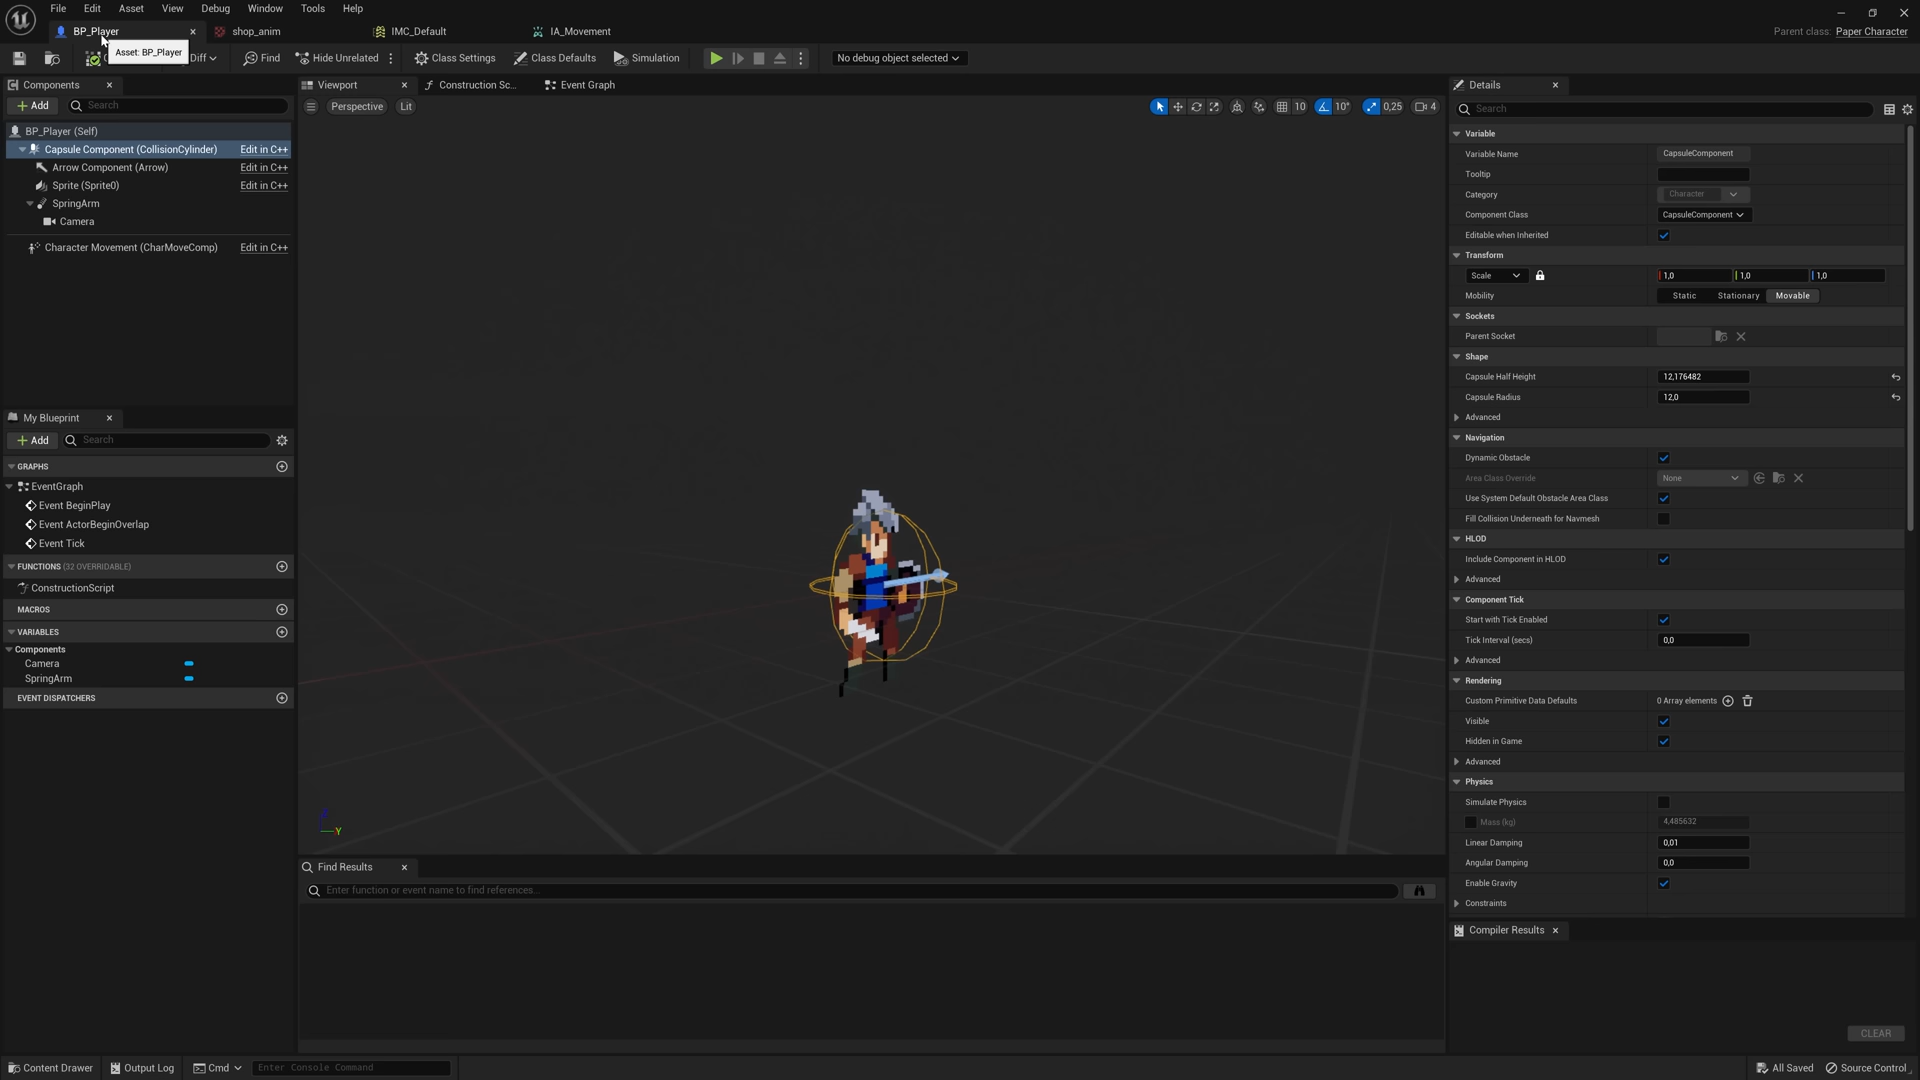 File Edit Asset View Debug Window Tools Help
BP_Player shop_anim IMC_Default IA_Movement
Parent class: Paper Character
Asset: BP_Player
Diff Find Hide Unrelated Class Settings Class Defaults Simulation No debug object selected
Components
Add Search
BP_Player (Self)
Capsule Component (CollisionCylinder) Edit in C++
Arrow Component (Arrow) Edit in C++
Sprite (Sprite0) Edit in C++
SpringArm
Camera
Character Movement (CharMoveComp) Edit in C++
My Blueprint
Add Search
GRAPHS
EventGraph
Event BeginPlay
Event ActorBeginOverlap
Event Tick
FUNCTIONS (32 OVERRIDABLE)
ConstructionScript
MACROS
VARIABLES
Components
Camera
SpringArm
EVENT DISPATCHERS
Viewport Construction Sc... Event Graph
Perspective Lit 10 10° 0,25 4
Y
Find Results
Enter function or event name to find references...
Details
Search
Variable
Variable Name CapsuleComponent
Tooltip
Category Character
Component Class CapsuleComponent
Editable when Inherited
Transform
Scale 1,0 1,0 1,0
Mobility Static Stationary Movable
Sockets
Parent Socket
Shape
Capsule Half Height 12,176482
Capsule Radius 12,0
Advanced
Navigation
Dynamic Obstacle
Area Class Override None
Use System Default Obstacle Area Class
Fill Collision Underneath for Navmesh
HLOD
Include Component in HLOD
Advanced
Component Tick
Start with Tick Enabled
Tick Interval (secs) 0,0
Advanced
Rendering
Custom Primitive Data Defaults 0 Array elements
Visible
Hidden in Game
Advanced
Physics
Simulate Physics
Mass (kg) 4,485632
Linear Damping 0,01
Angular Damping 0,0
Enable Gravity
Constraints
Compiler Results
CLEAR
Content Drawer Output Log Cmd Enter Console Command All Saved Source Control